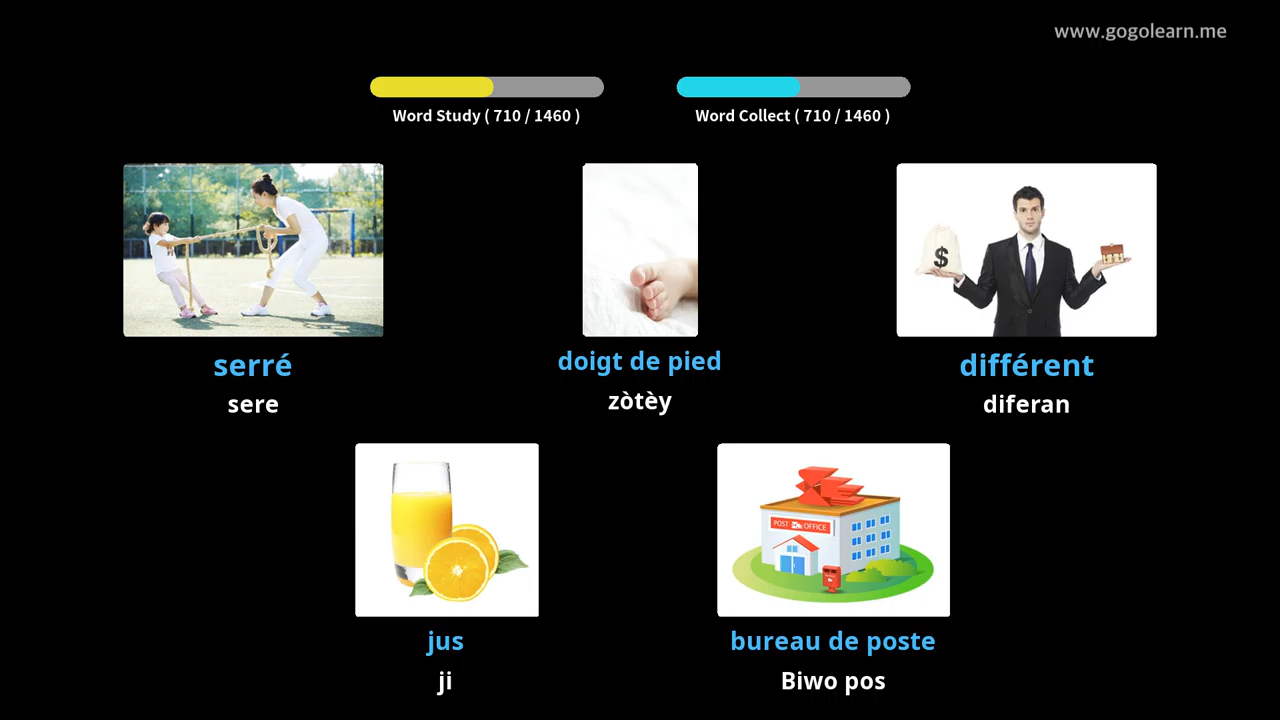 www.gogolearn.me
Word Study ( 710 / 1460 )
Word Collect ( 710 / 1460 )
serré
sere
doigt de pied
zòtèy
différent
diferan
$
POST OFFICE
jus
ji
bureau de poste
Biwo pos